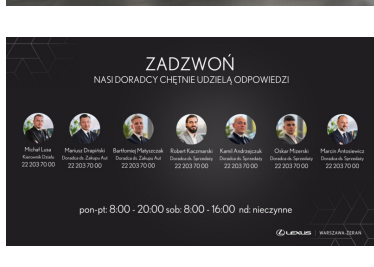 ZADZWOŃ
NASI DORADCY CHĘTNIE UDZIELĄ ODPOWIEDZI
Michał Lusa Mariusz Drapiński Bartłomiej Matyszczak Robert Kaczmarski Kamil Andrzejczuk Oskar Mizerski Marcin Antosiewicz
Kierownik Działu Doradca ds. Zakupu Aut Doradca ds. Zakupu Aut Doradca ds. Sprzedaży Doradca ds. Sprzedaży Doradca ds. Sprzedaży Doradca ds. Sprzedaży
22 203 70 00 22 203 70 00 22 203 70 00 22 203 70 00 22 203 70 00 22 203 70 00 22 203 70 00
pon-pt: 8:00 - 20:00 sob: 8:00 - 16:00 nd: nieczynne
LEXUS | WARSZAWA-ŻERAŃ